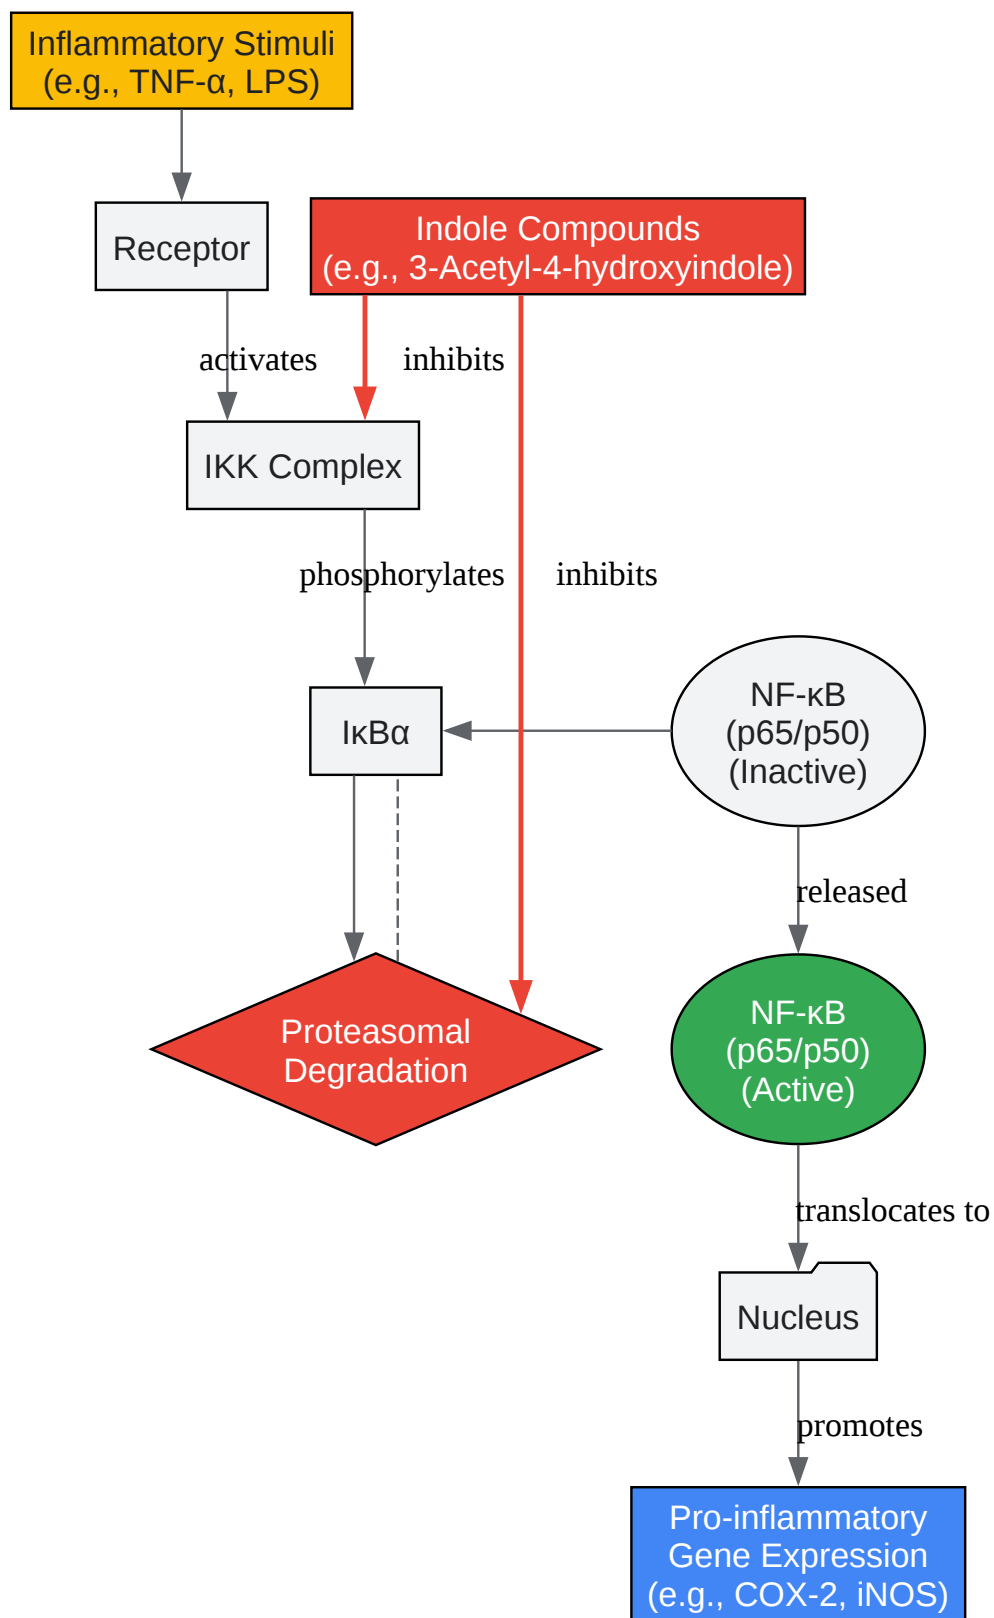 Inflammatory Stimuli
(e.g., TNF-α, LPS)
Receptor
Indole Compounds
(e.g., 3-Acetyl-4-hydroxyindole)
activates
inhibits
IKK Complex
phosphorylates
inhibits
IκBα
NF-κB
(p65/p50)
(Inactive)
released
Proteasomal
Degradation
NF-κB
(p65/p50)
(Active)
translocates to
Nucleus
promotes
Pro-inflammatory
Gene Expression
(e.g., COX-2, iNOS)